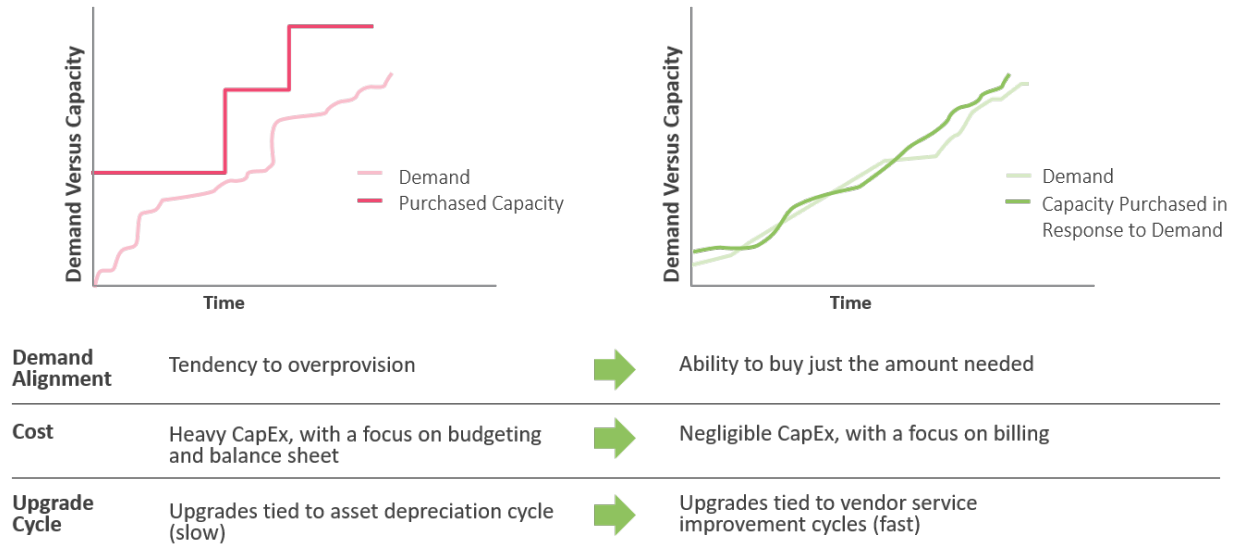 Demand Versus Capacity
Demand
Purchased Capacity
Time
Demand Versus Capacity
Demand
Capacity Purchased in
Response to Demand
Time
Demand
Alignment
Tendency to overprovision
Ability to buy just the amount needed
Cost
Heavy CapEx, with a focus on budgeting
and balance sheet
Negligible CapEx, with a focus on billing
Upgrade
Cycle
Upgrades tied to asset depreciation cycle
(slow)
Upgrades tied to vendor service
improvement cycles (fast)